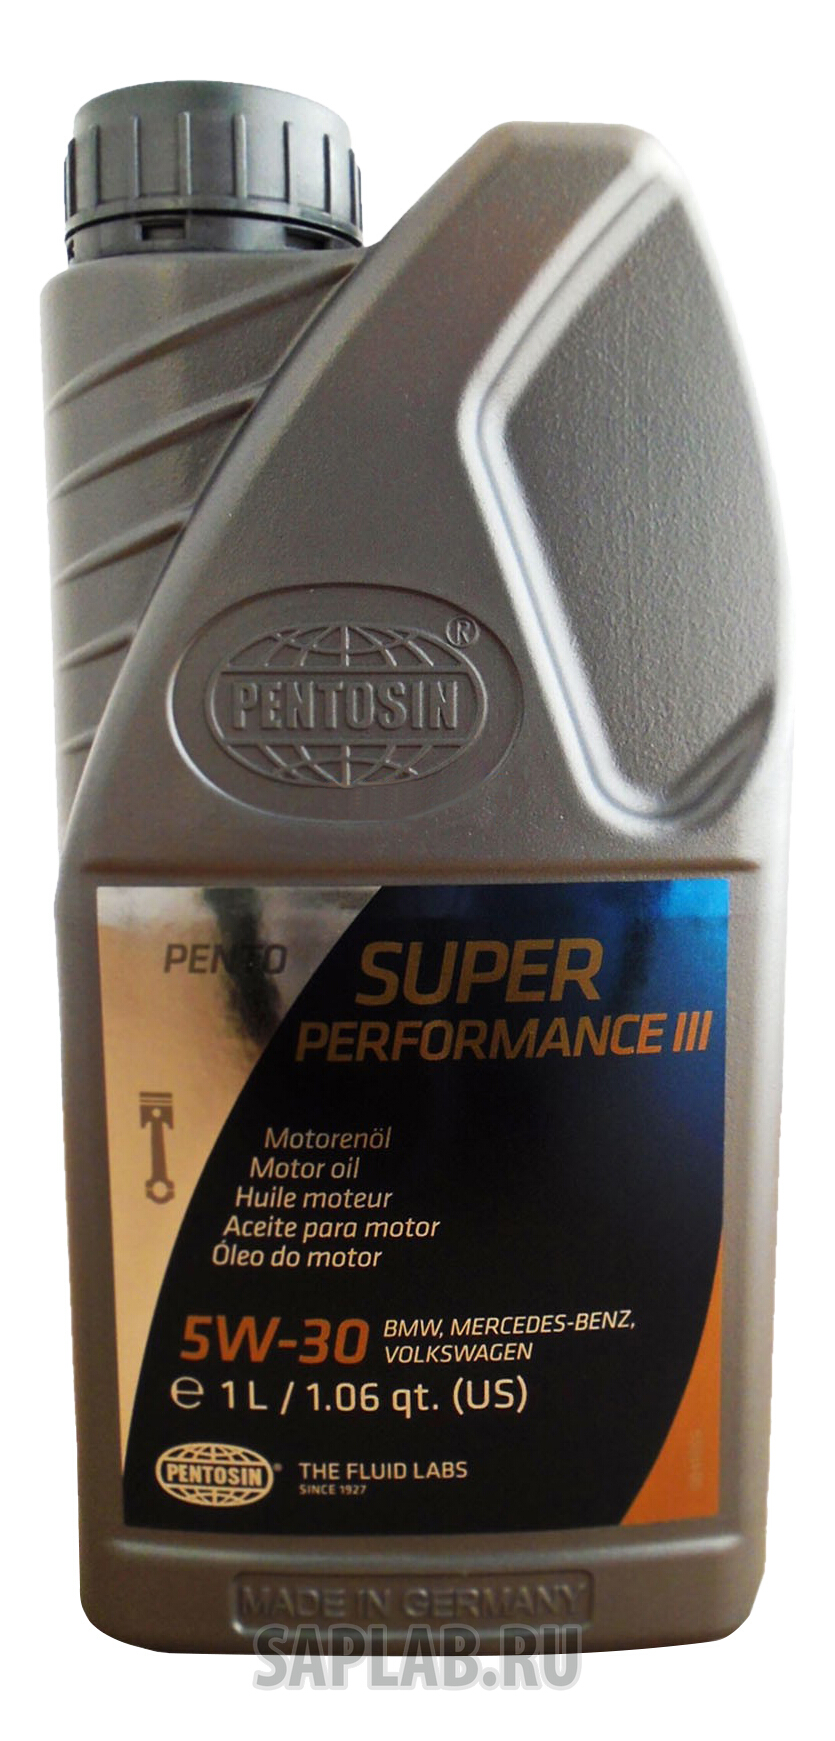 PENTOSIN®
PENTO
SUPER
PERFORMANCE III
Motorenöl
Motor oil
Huile moteur
Aceite para motor
Óleo do motor
5W-30 BMW, MERCEDES-BENZ,
VOLKSWAGEN
℮ 1 L / 1.06 qt. (US)
PENTOSIN® THE FLUID LABS
SINCE 1927
MADE IN GERMANY
SAPLAB.RU